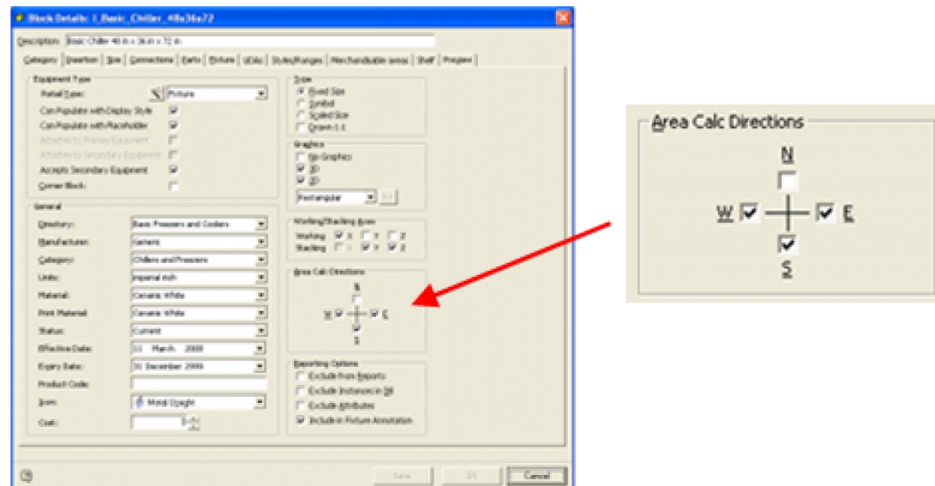 Block Details: I_Basic_Chiller_48x36x72
Description: Basic Chiller 48 in x 36 in x 72 in
Category Insertion Size Connections Parts Fixture Styles/Ranges Merchandisable areas Shelf Preview
Equipment Type
Retail Type: Fixture
Can Populate with Display Style
Can Populate with Placeholder
Attaches to Primary Equipment
Attaches to Secondary Equipment
Accepts Secondary Equipment
Corner Block:
General
Directory: Basic Freezers and Coolers
Manufacturer: Generic
Category: Chillers and Freezers
Units: Imperial inch
Material: Ceramic White
Print Material: Ceramic White
Status: Current
Effective Date: 11 March 2008
Expiry Date: 31 December 2999
Product Code:
Icon: Metal Upright
Cost:
Type
Fixed Size
Symbol
Scaled Size
Drawn 1:1
Graphics
No Graphics
3D
2D
Rectangular >>
Working/Stacking Axes
Working X Y Z
Stacking Y Z
Area Calc Directions
N
W E
S
Reporting Options
Exclude from Reports
Exclude Instances in
Exclude Attributes
Include in Fixture Annotation
Save OK Cancel
Area Calc Directions
N
W E
S